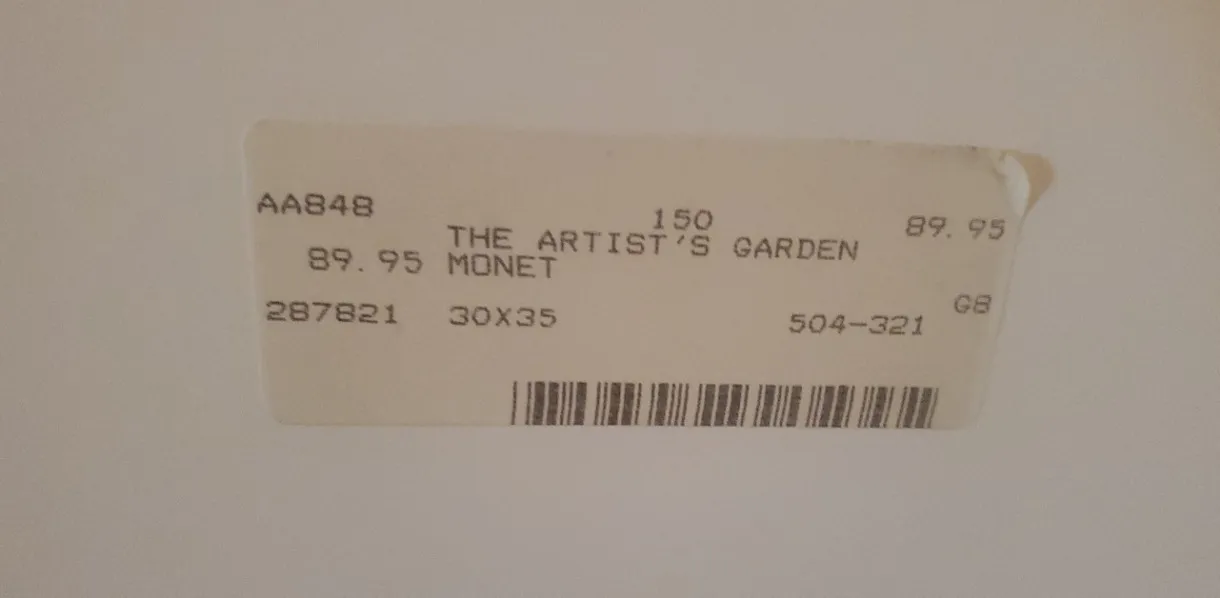 AA848 150 89.95
THE ARTIST'S GARDEN
89.95 MONET
287821 30X35 504-321 G8